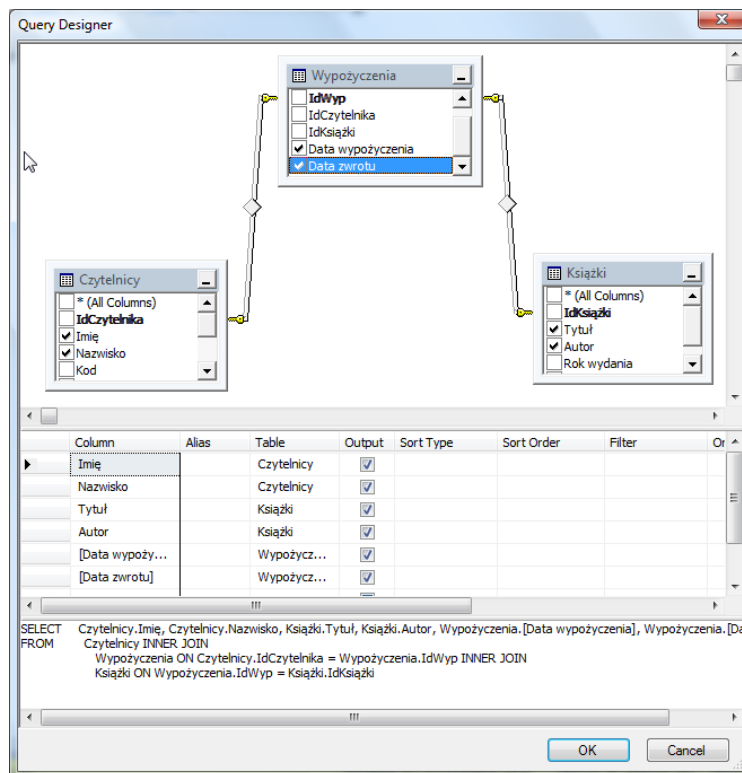 Query Designer
Wypożyczenia
IdWyp
IdCzytelnika
IdKsiążki
Data wypożyczenia
Data zwrotu
Czytelnicy
* (All Columns)
IdCzytelnika
Imię
Nazwisko
Kod
Książki
* (All Columns)
IdKsiążki
Tytuł
Autor
Rok wydania
Column Alias Table Output Sort Type Sort Order Filter Or
Imię Czytelnicy
Nazwisko Czytelnicy
Tytuł Książki
Autor Książki
[Data wypoży... Wypożycz...
[Data zwrotu] Wypożycz...
SELECT Czytelnicy.Imię, Czytelnicy.Nazwisko, Książki.Tytuł, Książki.Autor, Wypożyczenia.[Data wypożyczenia], Wypożyczenia.[Da
FROM Czytelnicy INNER JOIN
Wypożyczenia ON Czytelnicy.IdCzytelnika = Wypożyczenia.IdWyp INNER JOIN
Książki ON Wypożyczenia.IdWyp = Książki.IdKsiążki
OK Cancel